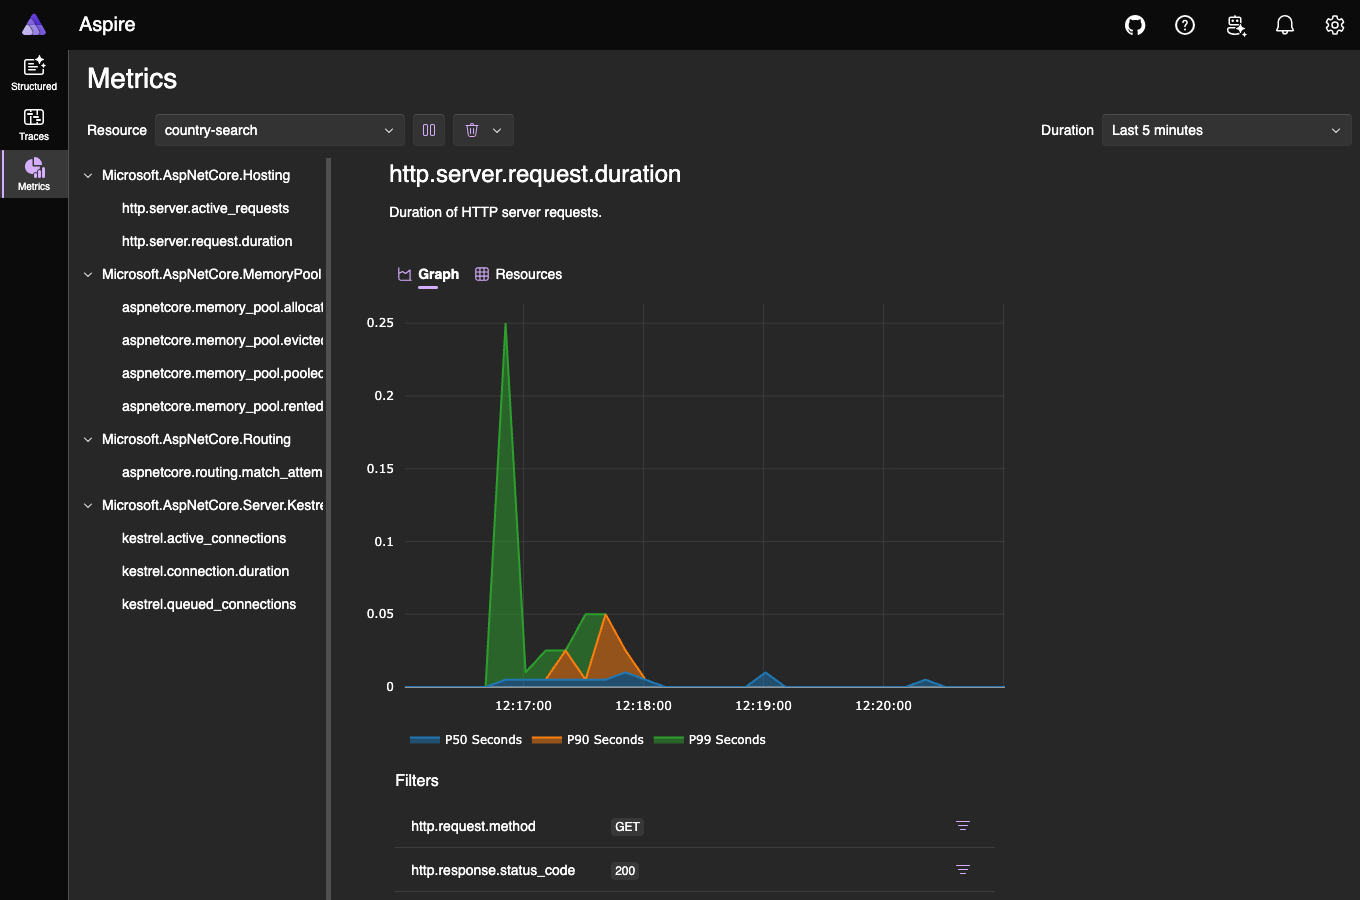 Aspire
Structured
Traces
Metrics
Metrics
Resource country-search
Duration Last 5 minutes
Microsoft.AspNetCore.Hosting
http.server.active_requests
http.server.request.duration
Microsoft.AspNetCore.MemoryPool
aspnetcore.memory_pool.allocat
aspnetcore.memory_pool.evicted
aspnetcore.memory_pool.pooled
aspnetcore.memory_pool.rented
Microsoft.AspNetCore.Routing
aspnetcore.routing.match_attem
Microsoft.AspNetCore.Server.Kestre
kestrel.active_connections
kestrel.connection.duration
kestrel.queued_connections
http.server.request.duration
Duration of HTTP server requests.
Graph Resources
0.25
0.2
0.15
0.1
0.05
0
12:17:00 12:18:00 12:19:00 12:20:00
P50 Seconds P90 Seconds P99 Seconds
Filters
http.request.method GET
http.response.status_code 200